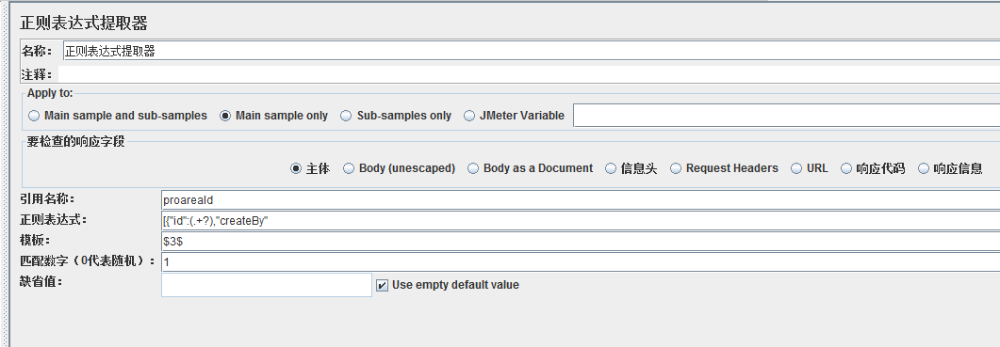 正则表达式提取器
名称： 正则表达式提取器
注释：
Apply to:
Main sample and sub-samples Main sample only Sub-samples only JMeter Variable
要检查的响应字段
主体 Body (unescaped) Body as a Document 信息头 Request Headers URL 响应代码 响应信息
引用名称： proareaId
正则表达式： [{"id":(.+?),"createBy"
模板： $3$
匹配数字（0代表随机）： 1
缺省值： Use empty default value